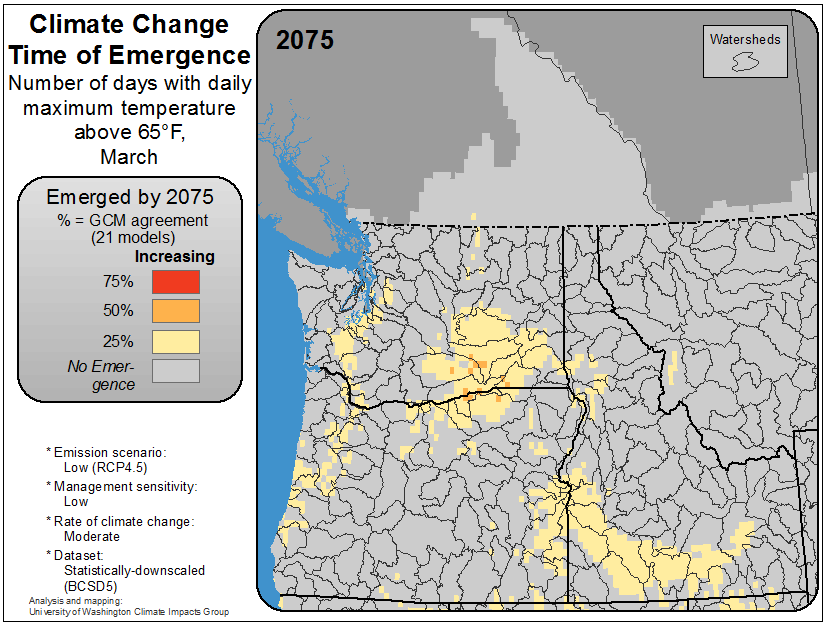 Climate Change
Time of Emergence
Number of days with daily
maximum temperature
above 65°F,
March
Emerged by 2075
% = GCM agreement
(21 models)
Increasing
75%
50%
25%
No Emer-
gence
* Emission scenario:
Low (RCP4.5)
* Management sensitivity:
Low
* Rate of climate change:
Moderate
* Dataset:
Statistically-downscaled
(BCSD5)
Analysis and mapping:
University of Washington Climate Impacts Group
2075
Watersheds